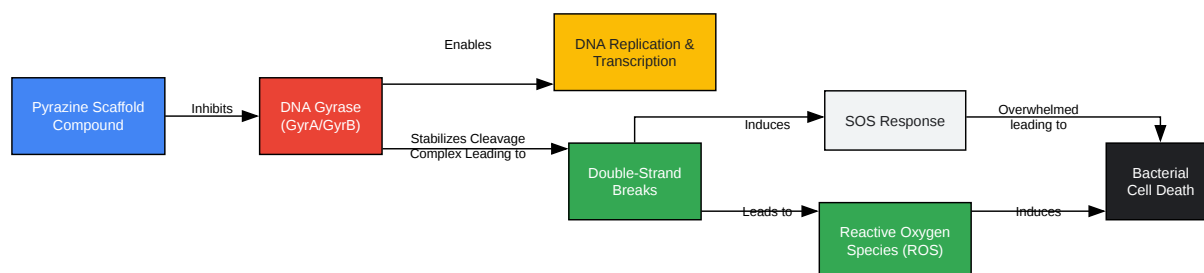 Pyrazine Scaffold
Compound
Inhibits
DNA Gyrase
(GyrA/GyrB)
Enables
DNA Replication &
Transcription
Stabilizes Cleavage
Complex Leading to
Double-Strand
Breaks
Induces
SOS Response
Overwhelmed
leading to
Leads to
Reactive Oxygen
Species (ROS)
Induces
Bacterial
Cell Death